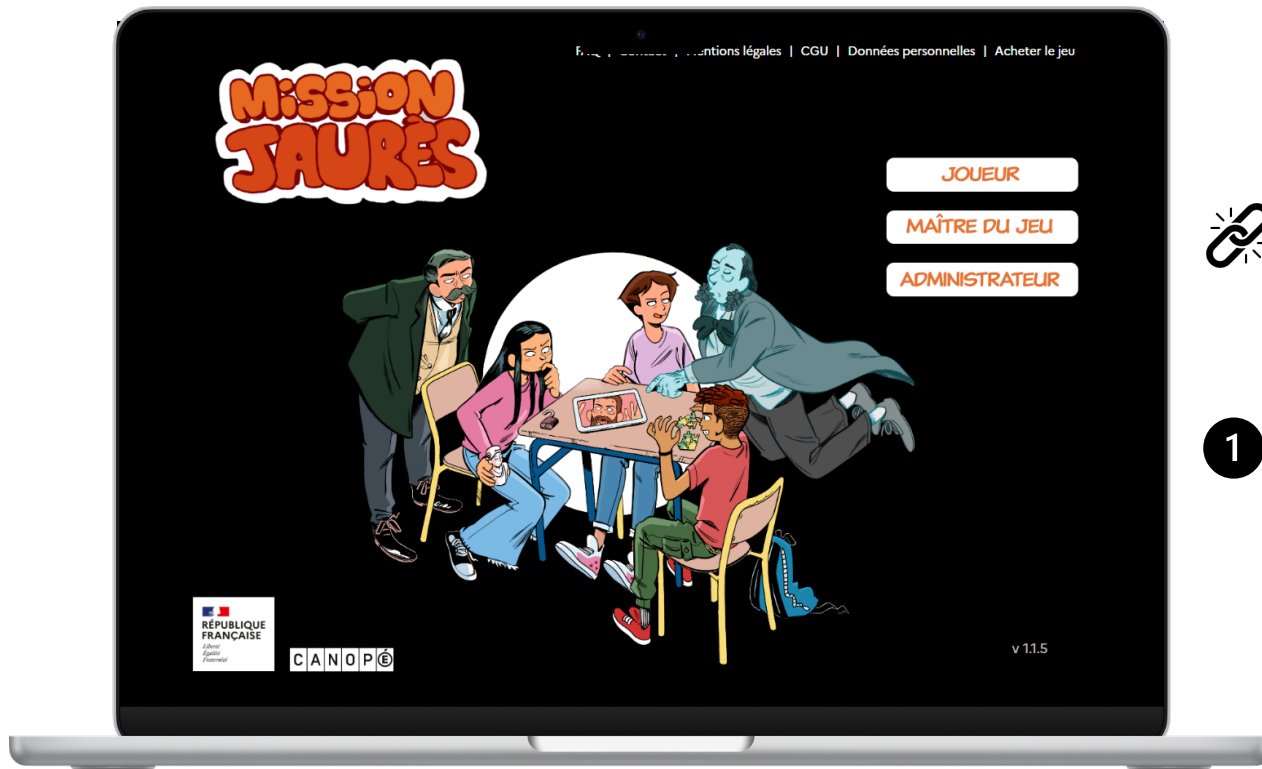 | Mentions légales | CGU | Données personnelles | Acheter le jeu
MISSION
JAURÈS
JOUEUR
MAÎTRE DU JEU
ADMINISTRATEUR
1
RÉPUBLIQUE
FRANÇAISE
Liberté
Égalité
Fraternité
CANOPÉ
v 1.1.5